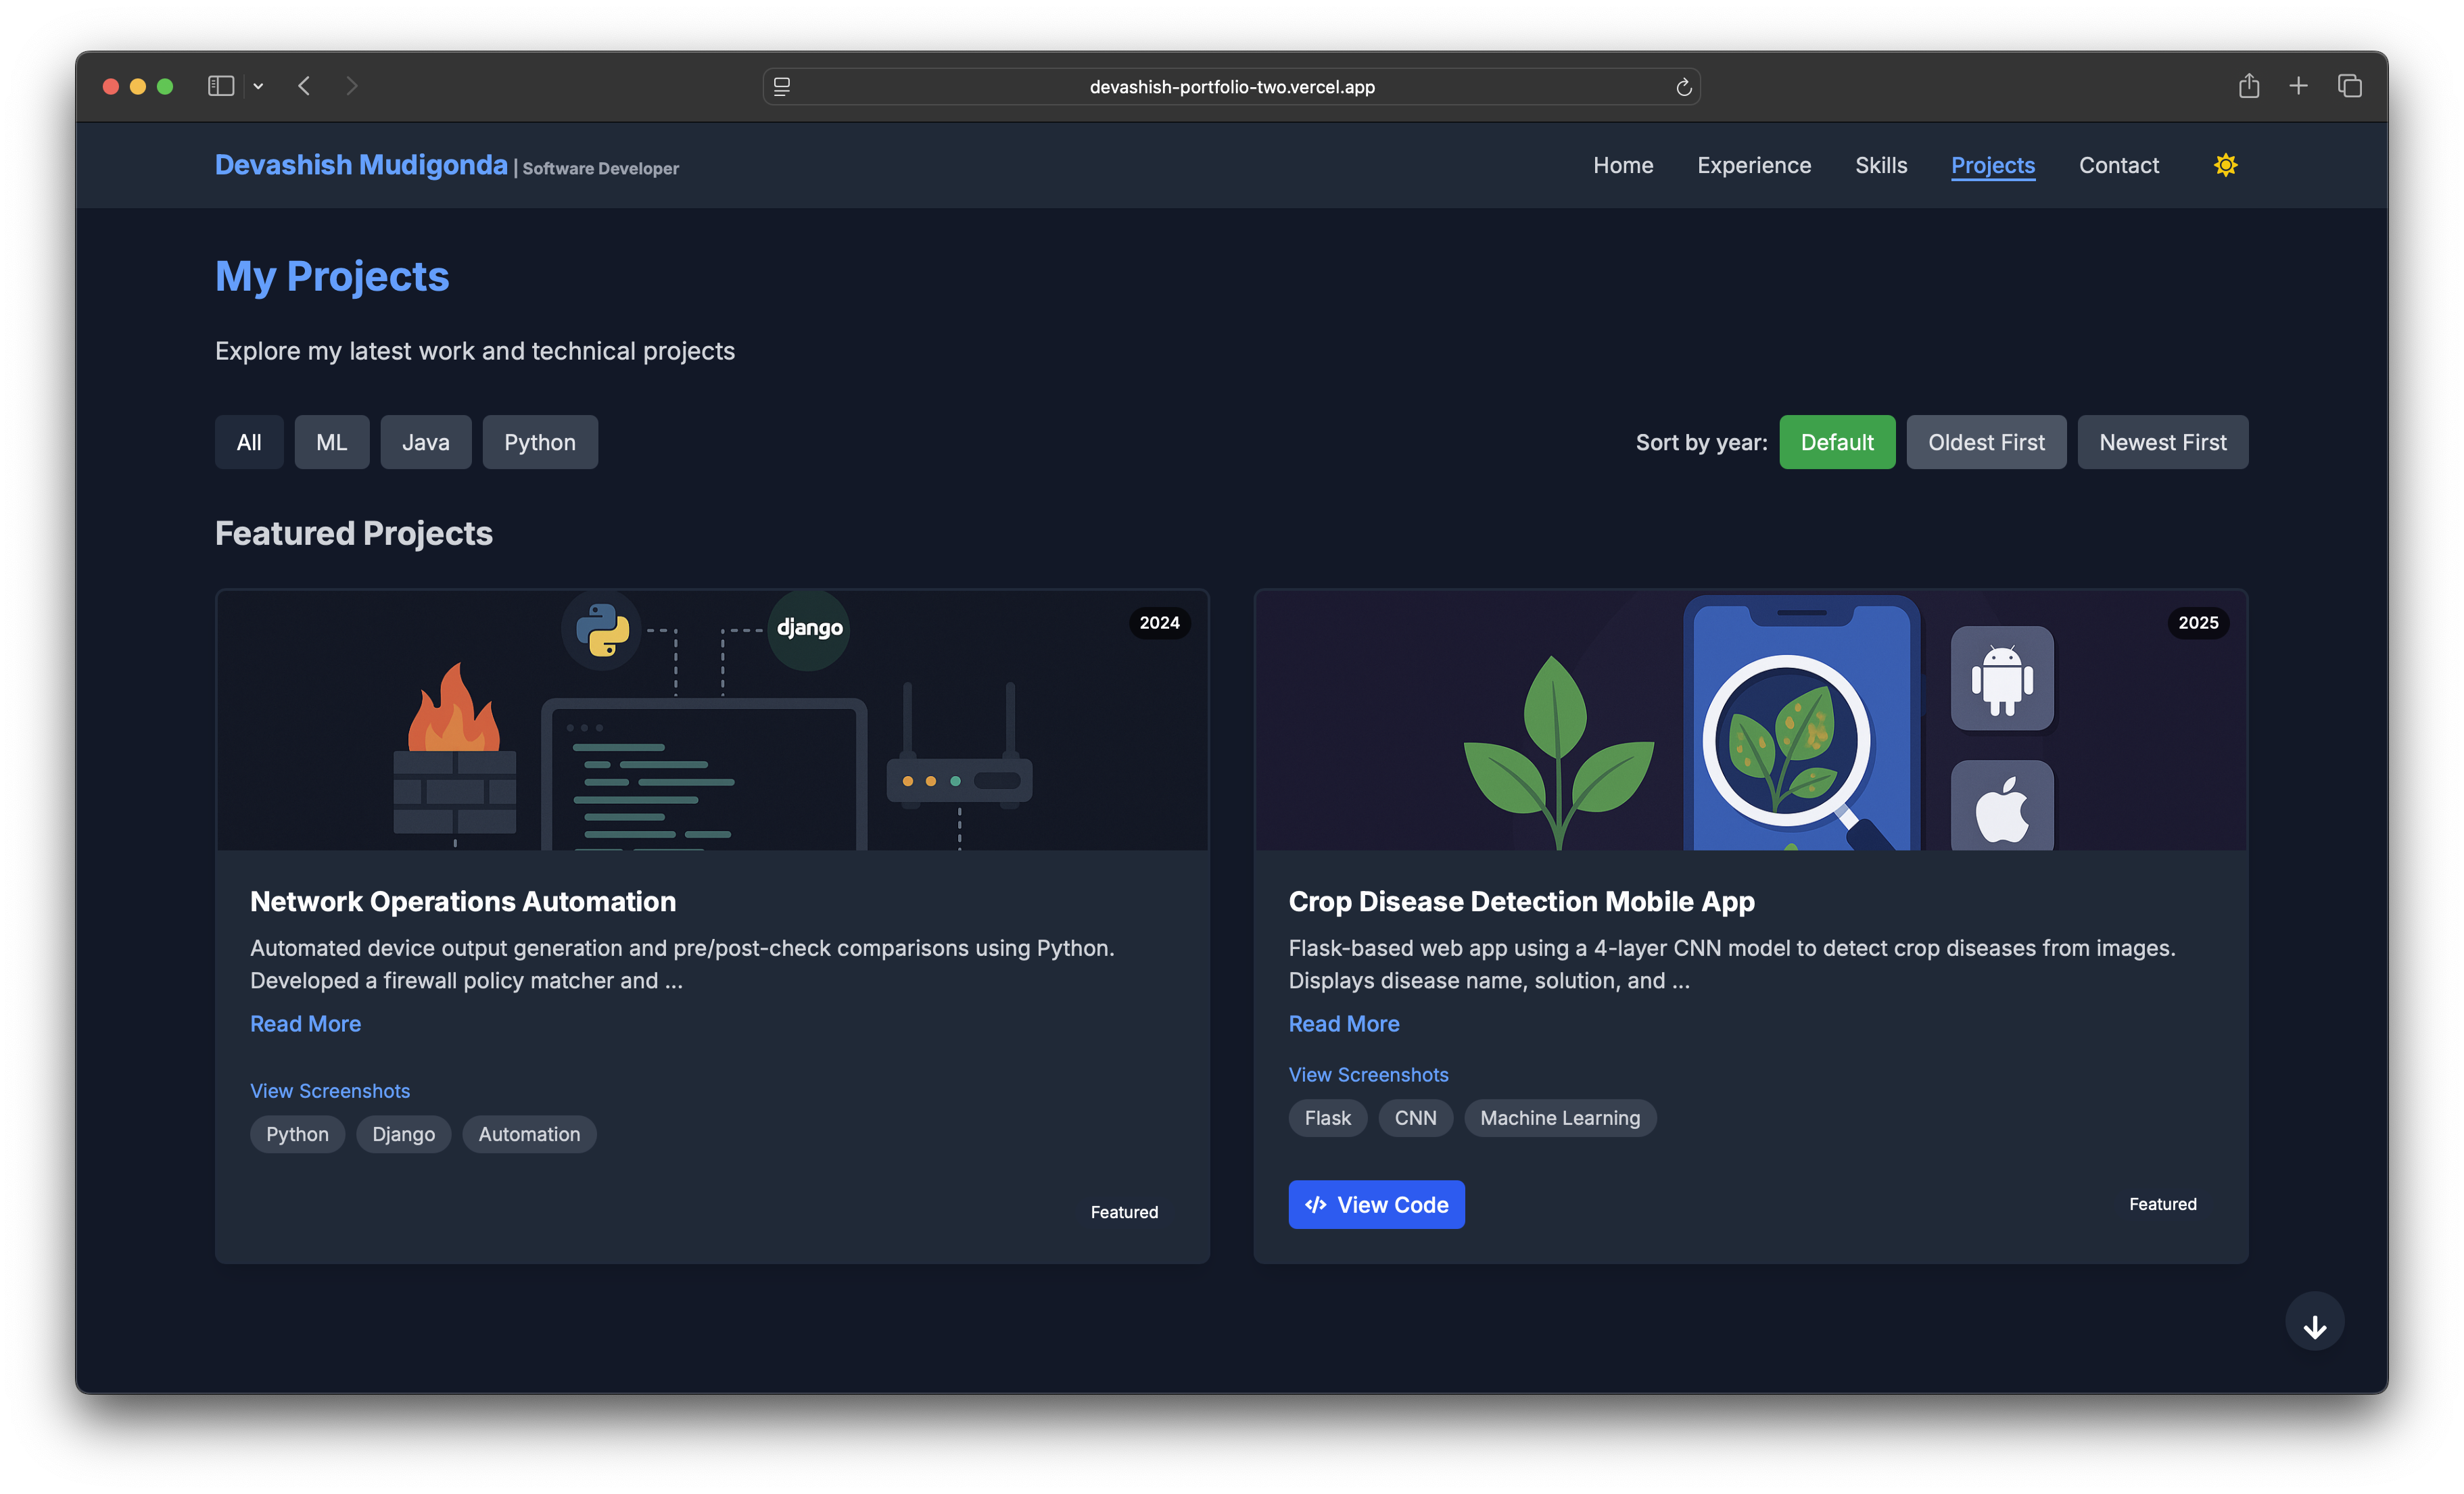 devashish-portfolio-two.vercel.app
Devashish Mudigonda | Software Developer
Home Experience Skills Projects Contact
My Projects
Explore my latest work and technical projects
All ML Java Python
Sort by year: Default Oldest First Newest First
Featured Projects
django
2024
Network Operations Automation
Automated device output generation and pre/post-check comparisons using Python.
Developed a firewall policy matcher and ...
Read More
View Screenshots
Python Django Automation
Featured
2025
Crop Disease Detection Mobile App
Flask-based web app using a 4-layer CNN model to detect crop diseases from images.
Displays disease name, solution, and ...
Read More
View Screenshots
Flask CNN Machine Learning
</> View Code
Featured